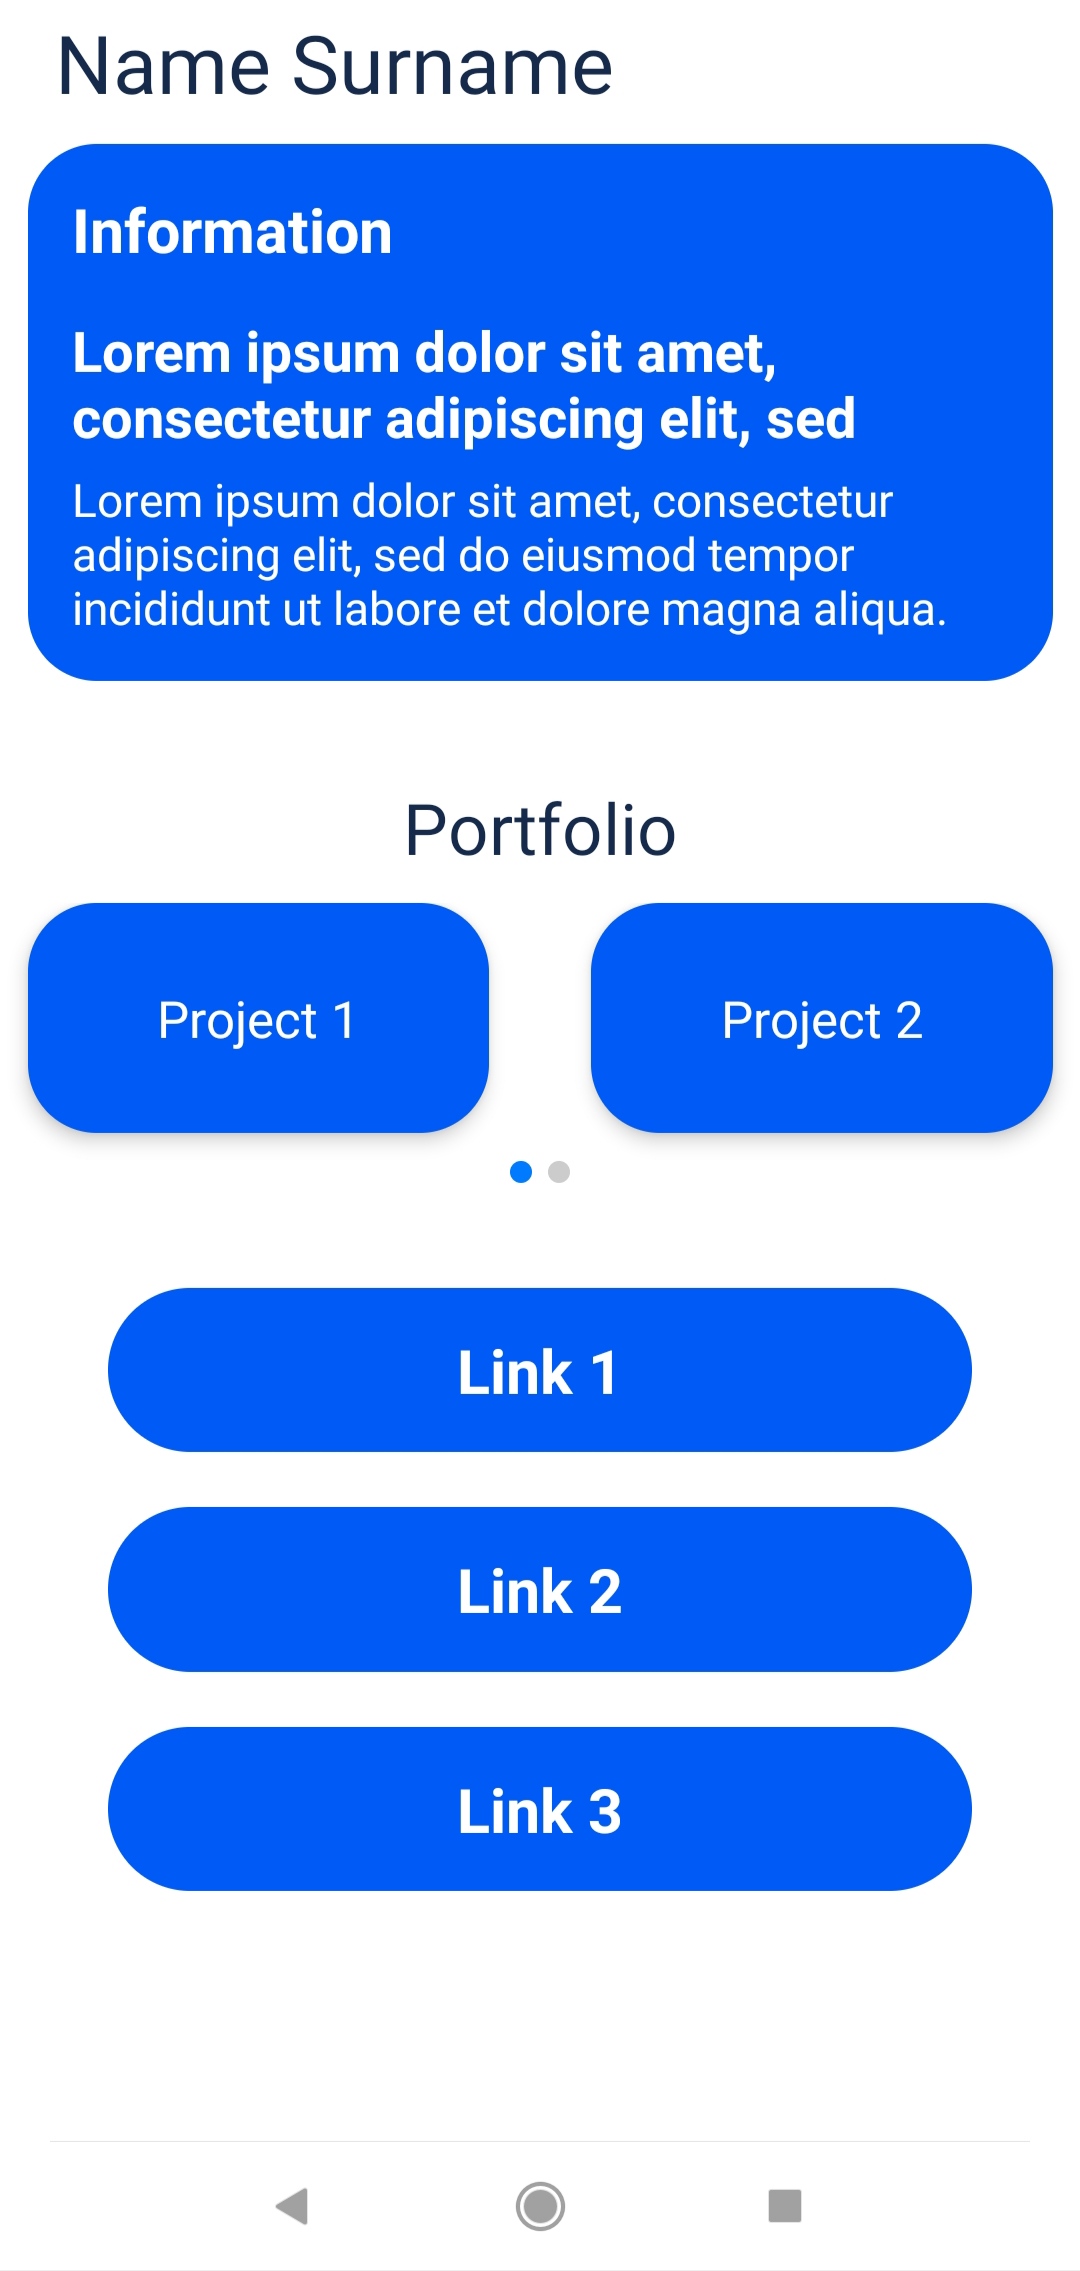 Name Surname
Information
Lorem ipsum dolor sit amet,
consectetur adipiscing elit, sed
Lorem ipsum dolor sit amet, consectetur
adipiscing elit, sed do eiusmod tempor
incididunt ut labore et dolore magna aliqua.
Portfolio
Project 1
Project 2
Link 1
Link 2
Link 3